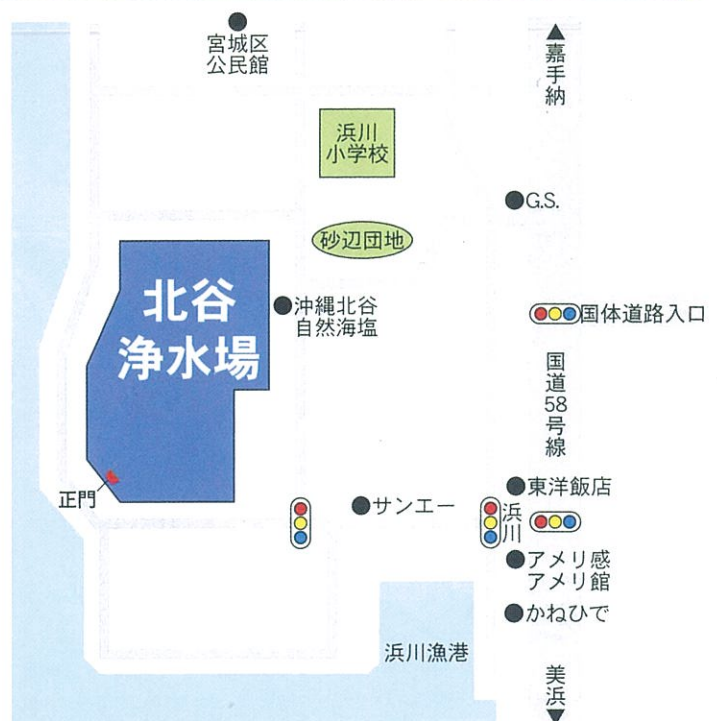 宮城区
公民館
▲
嘉手納
浜川
小学校
G.S.
砂辺団地
北谷
浄水場
沖縄北谷
自然海塩
国体道路入口
国道58号線
正門
サンエー
東洋飯店
浜川
アメリ感
アメリ館
かねひで
浜川漁港
美浜
▼